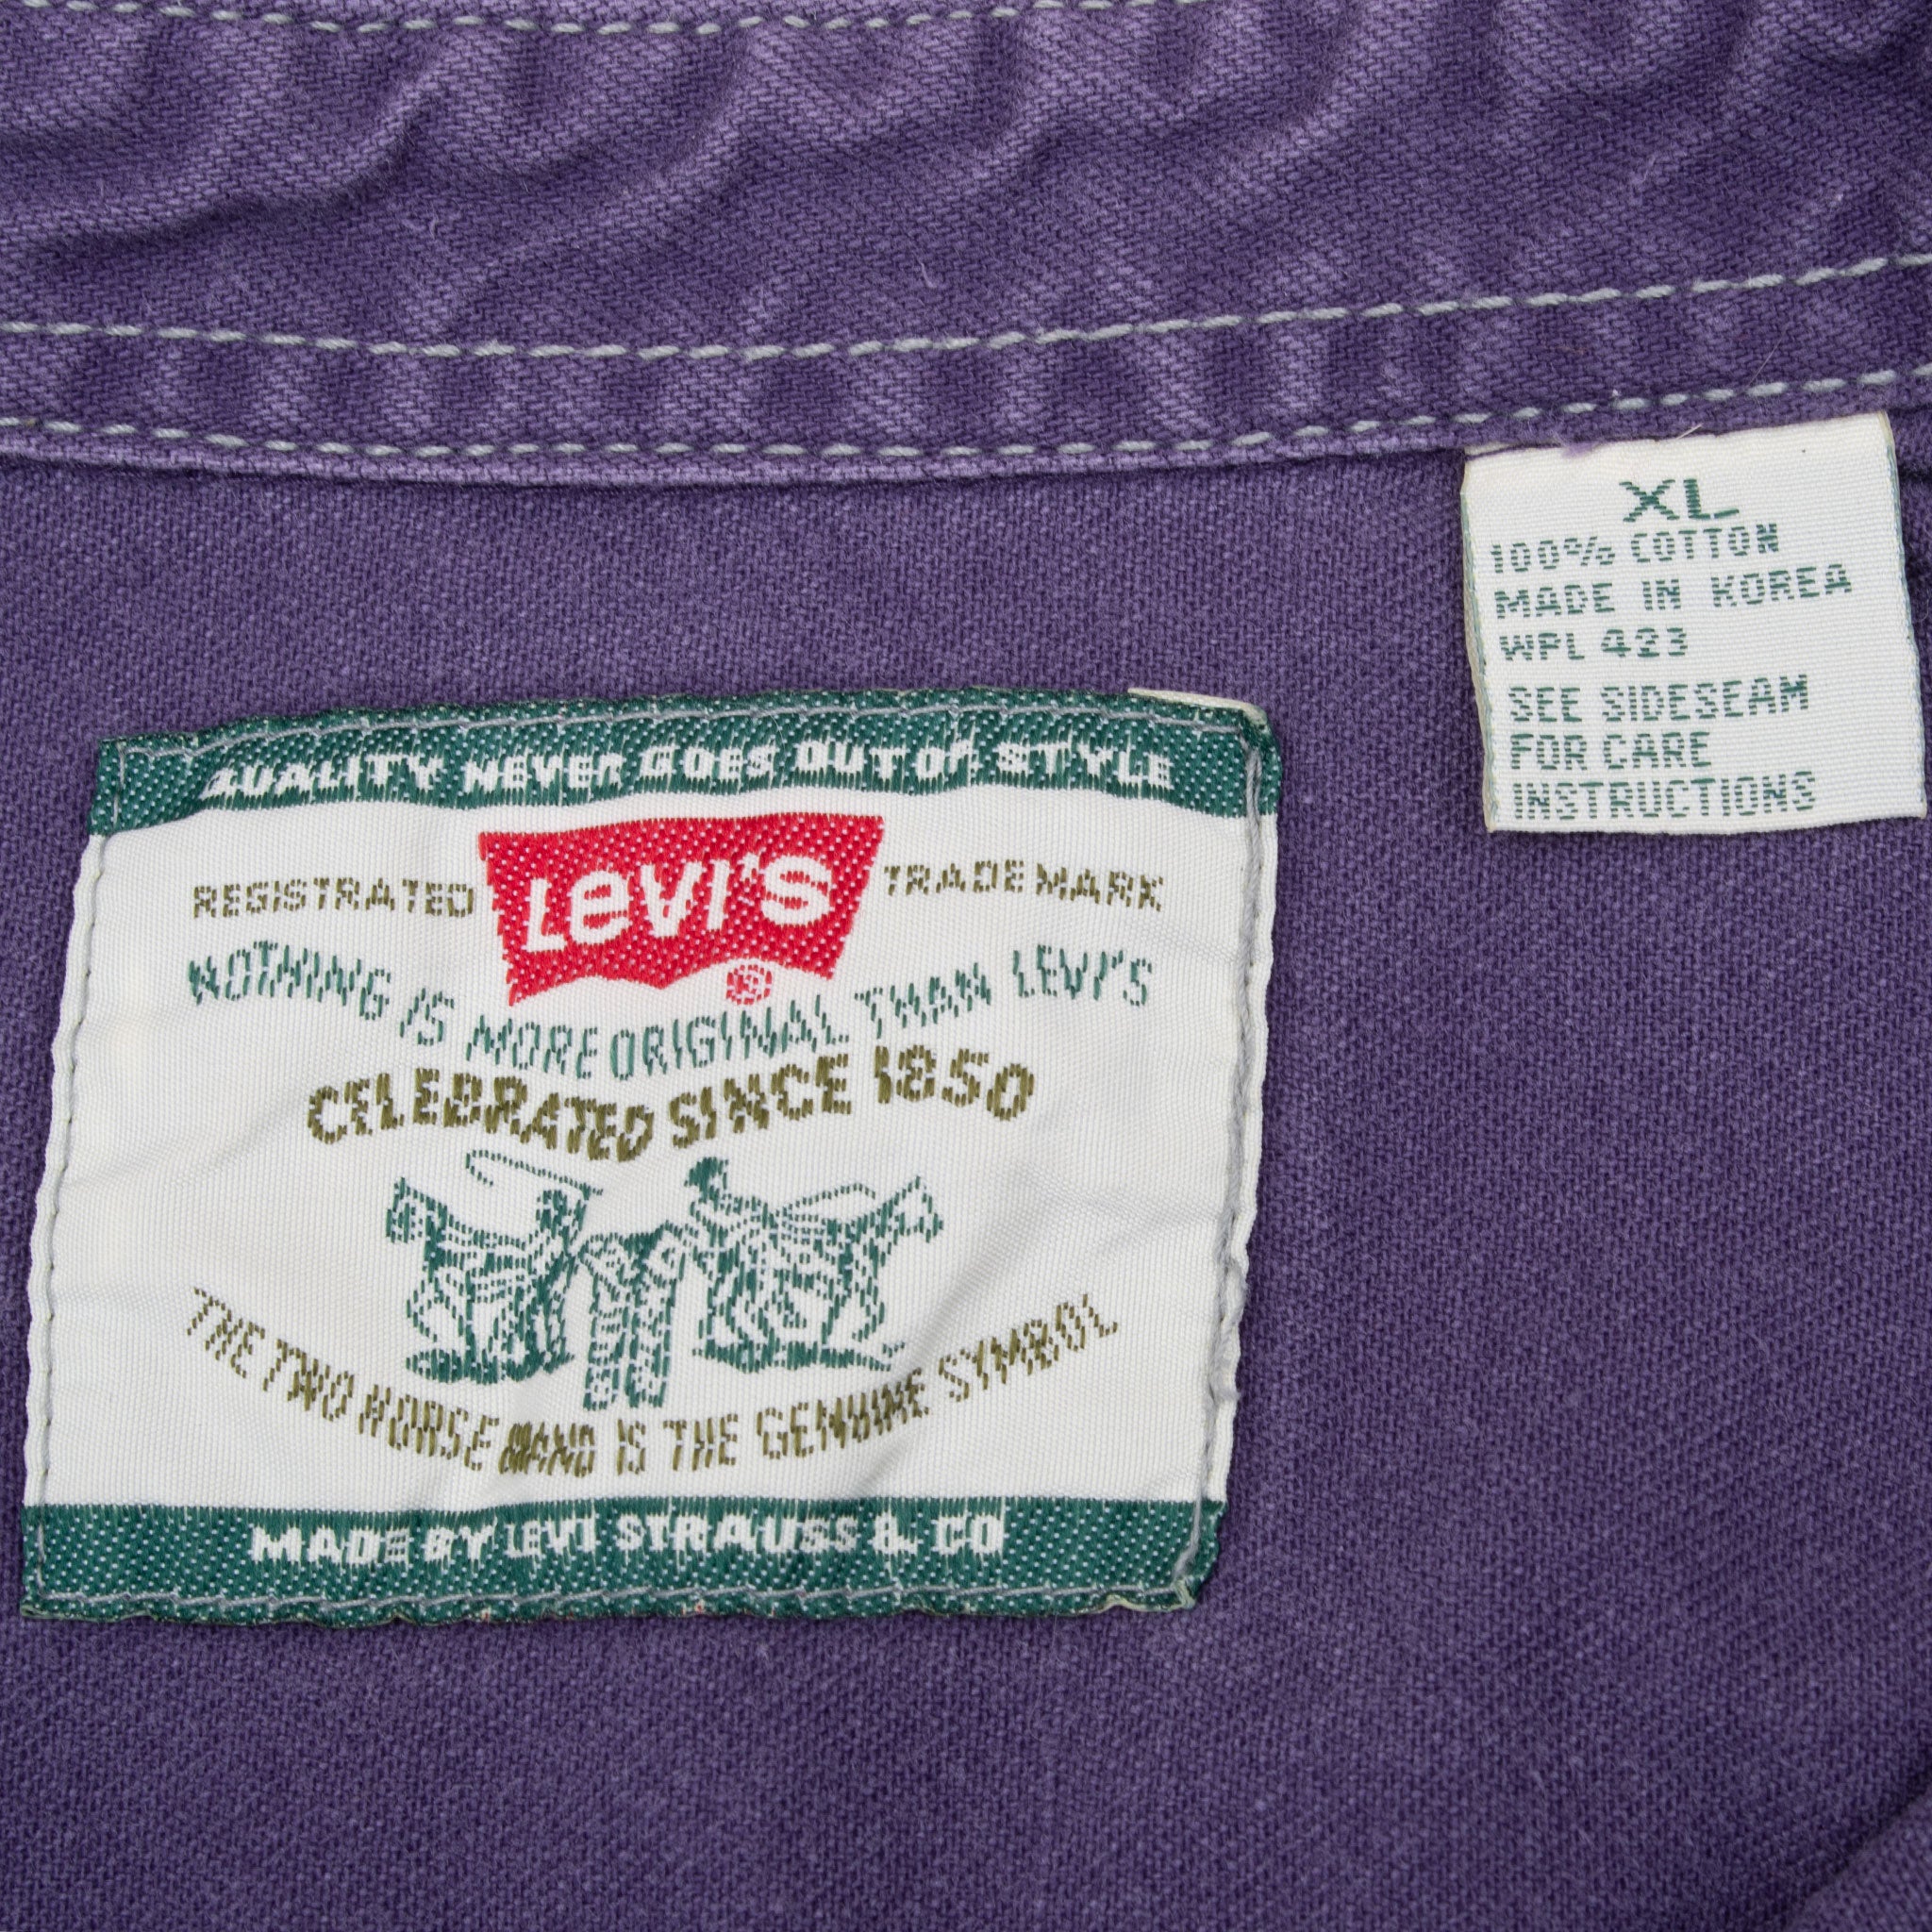 QUALITY NEVER GOES OUT OF STYLE
REGISTRATED LEVI'S TRADEMARK
®
NOTHING IS MORE ORIGINAL THAN LEVI'S
CELEBRATED SINCE 1850
THE TWO HORSE BRAND IS THE GENUINE SYMBOL
MADE BY LEVI STRAUSS & CO
XL
100% COTTON
MADE IN KOREA
WPL 423
SEE SIDESEAM
FOR CARE
INSTRUCTIONS